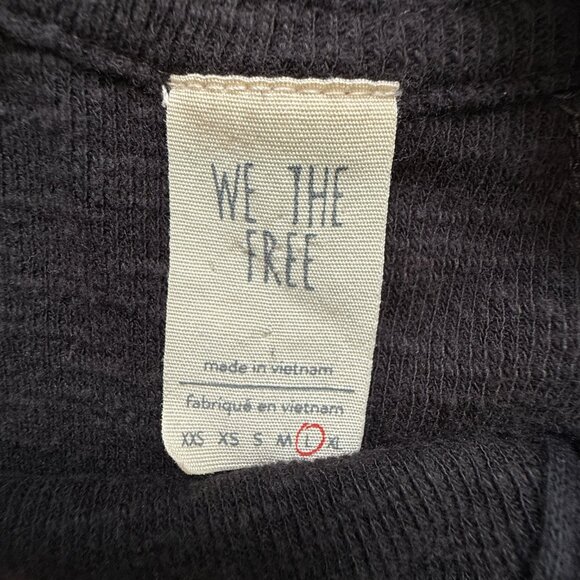 WE THE
FREE
made in vietnam
fabriqué en vietnam
XXS XS S M L XL